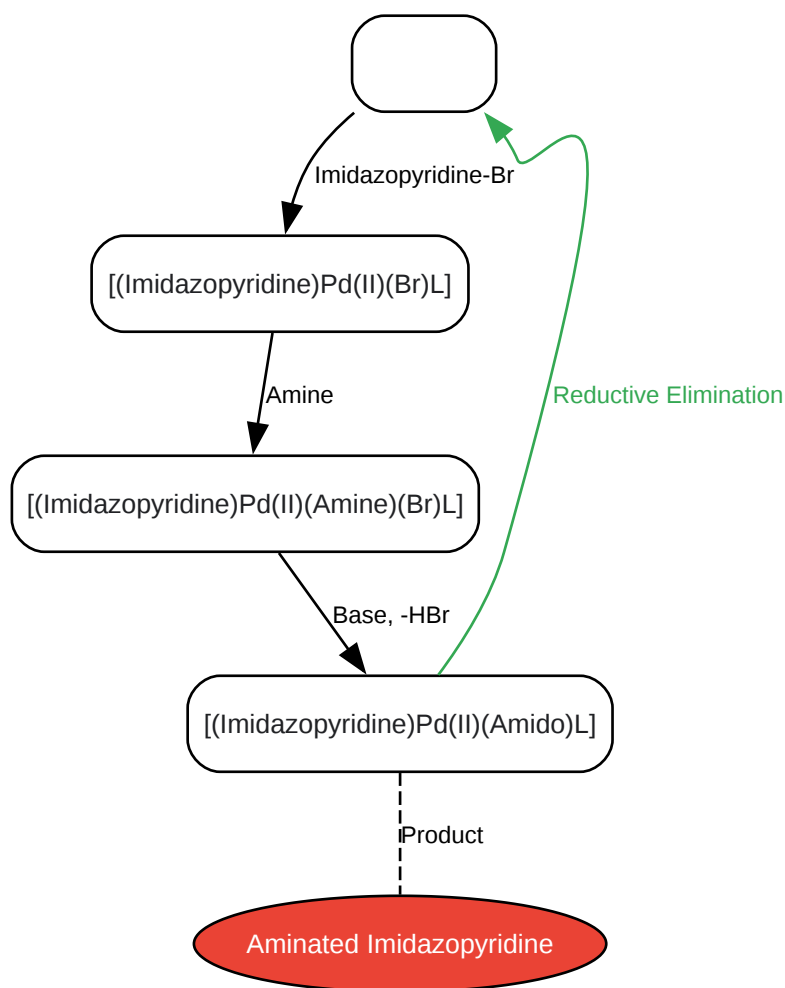 Imidazopyridine-Br
[(Imidazopyridine)Pd(II)(Br)L]
Amine
Reductive Elimination
[(Imidazopyridine)Pd(II)(Amine)(Br)L]
Base, -HBr
[(Imidazopyridine)Pd(II)(Amido)L]
Product
Aminated Imidazopyridine